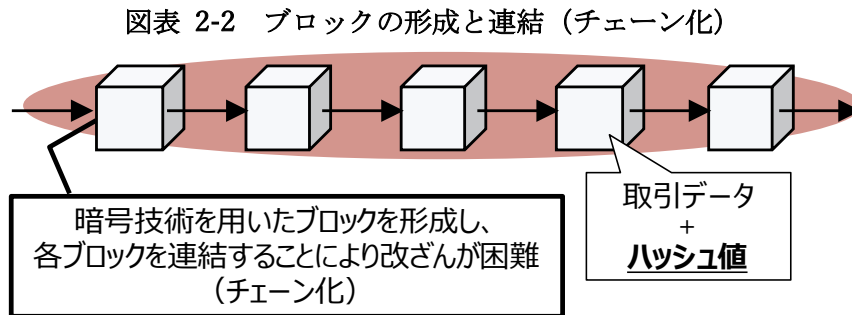 図表 2-2 ブロックの形成と連結（チェーン化）
暗号技術を用いたブロックを形成し、
各ブロックを連結することにより改ざんが困難
（チェーン化）
取引データ
+
ハッシュ値